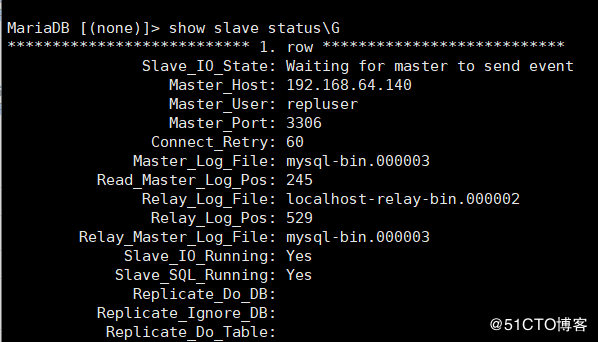 MariaDB [(none)]> show slave status\G
*************************** 1. row ***************************
Slave_IO_State: Waiting for master to send event
Master_Host: 192.168.64.140
Master_User: repluser
Master_Port: 3306
Connect_Retry: 60
Master_Log_File: mysql-bin.000003
Read_Master_Log_Pos: 245
Relay_Log_File: localhost-relay-bin.000002
Relay_Log_Pos: 529
Relay_Master_Log_File: mysql-bin.000003
Slave_IO_Running: Yes
Slave_SQL_Running: Yes
Replicate_Do_DB:
Replicate_Ignore_DB:
Replicate_Do_Table:
@51CTO博客